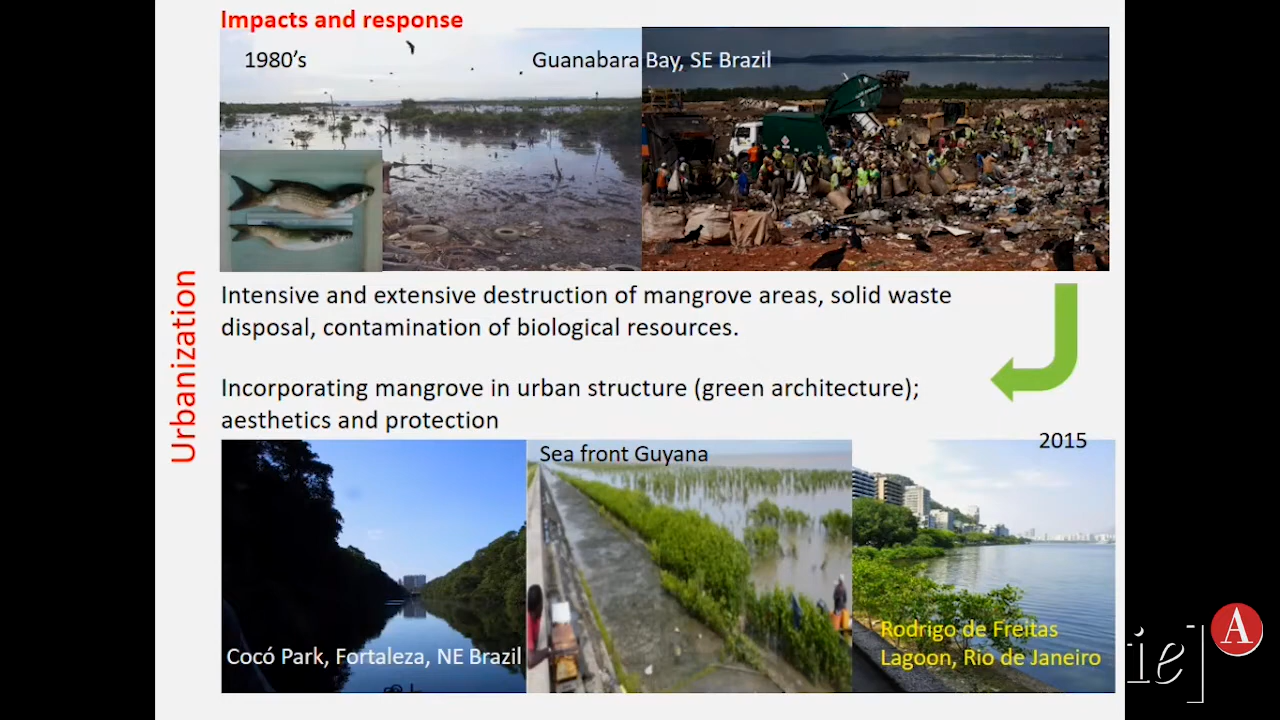 Impacts and response
1980's
Guanabara Bay, SE Brazil
Urbanization
Intensive and extensive destruction of mangrove areas, solid waste
disposal, contamination of biological resources.
Incorporating mangrove in urban structure (green architecture);
aesthetics and protection
2015
Sea front Guyana
Cocó Park, Fortaleza, NE Brazil
Rodrigo de Freitas
Lagoon, Rio de Janeiro
ie]
A